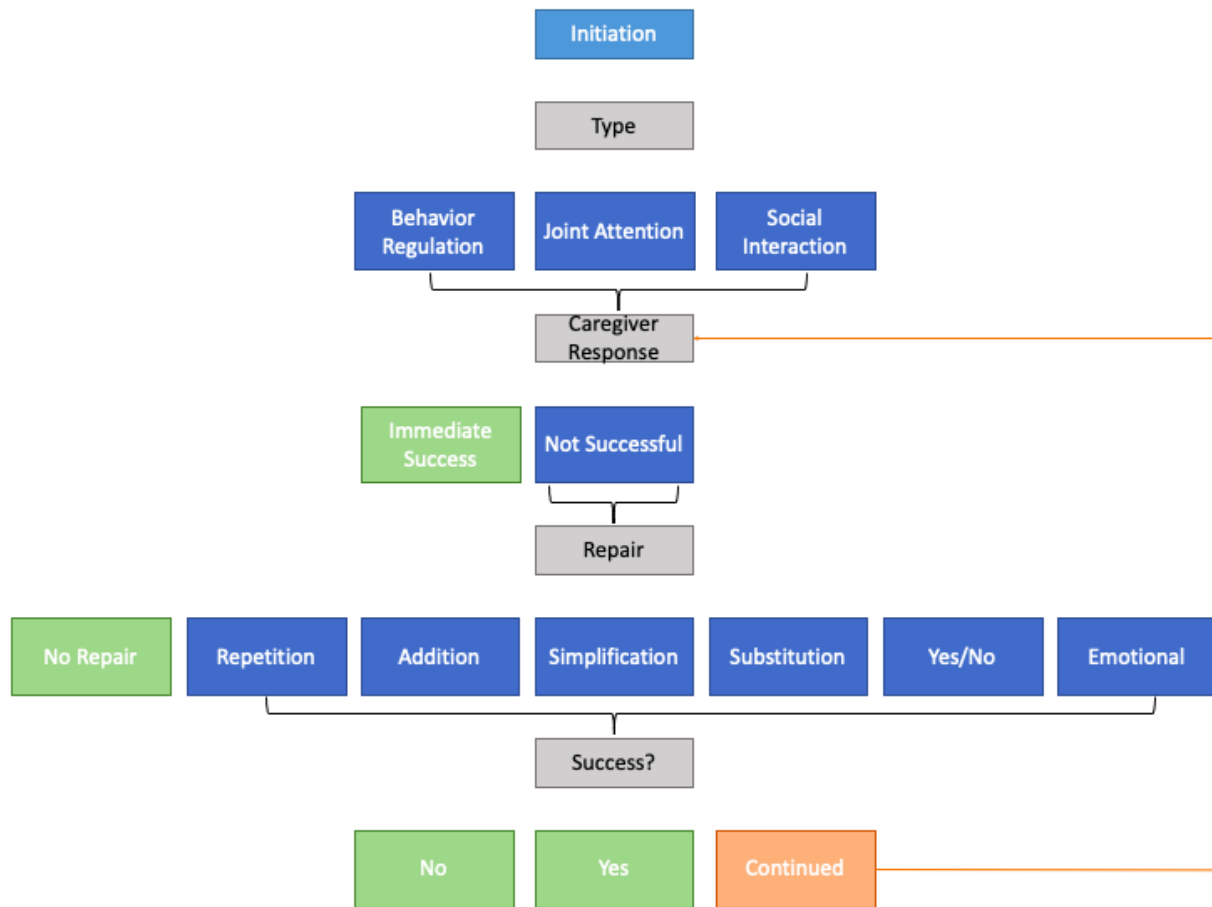 Initiation
Type
Behavior
Regulation
Joint Attention
Social
Interaction
Caregiver
Response
Immediate
Success
Not Successful
Repair
No Repair
Repetition
Addition
Simplification
Substitution
Yes/No
Emotional
Success?
No
Yes
Continued